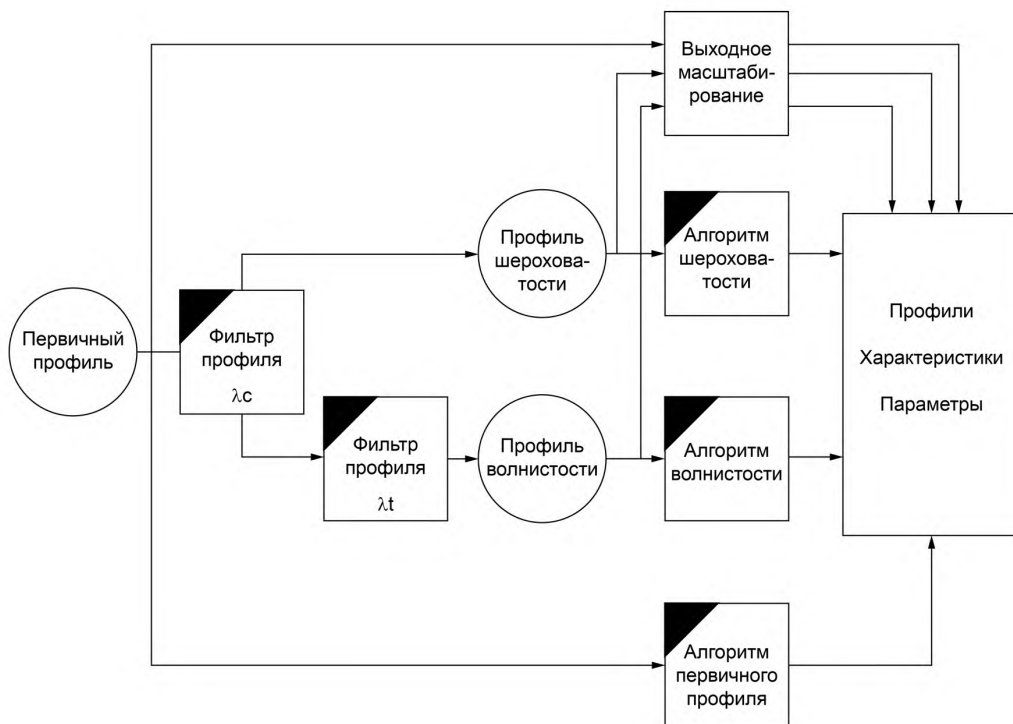 Выходное
масштаби-
рование
Профиль
шерохова-
тости
Алгоритм
шерохова-
тости
Первичный
профиль
Фильтр
профиля
λc
Фильтр
профиля
λt
Профиль
волнистости
Алгоритм
волнистости
Профили
Характеристики
Параметры
Алгоритм
первичного
профиля